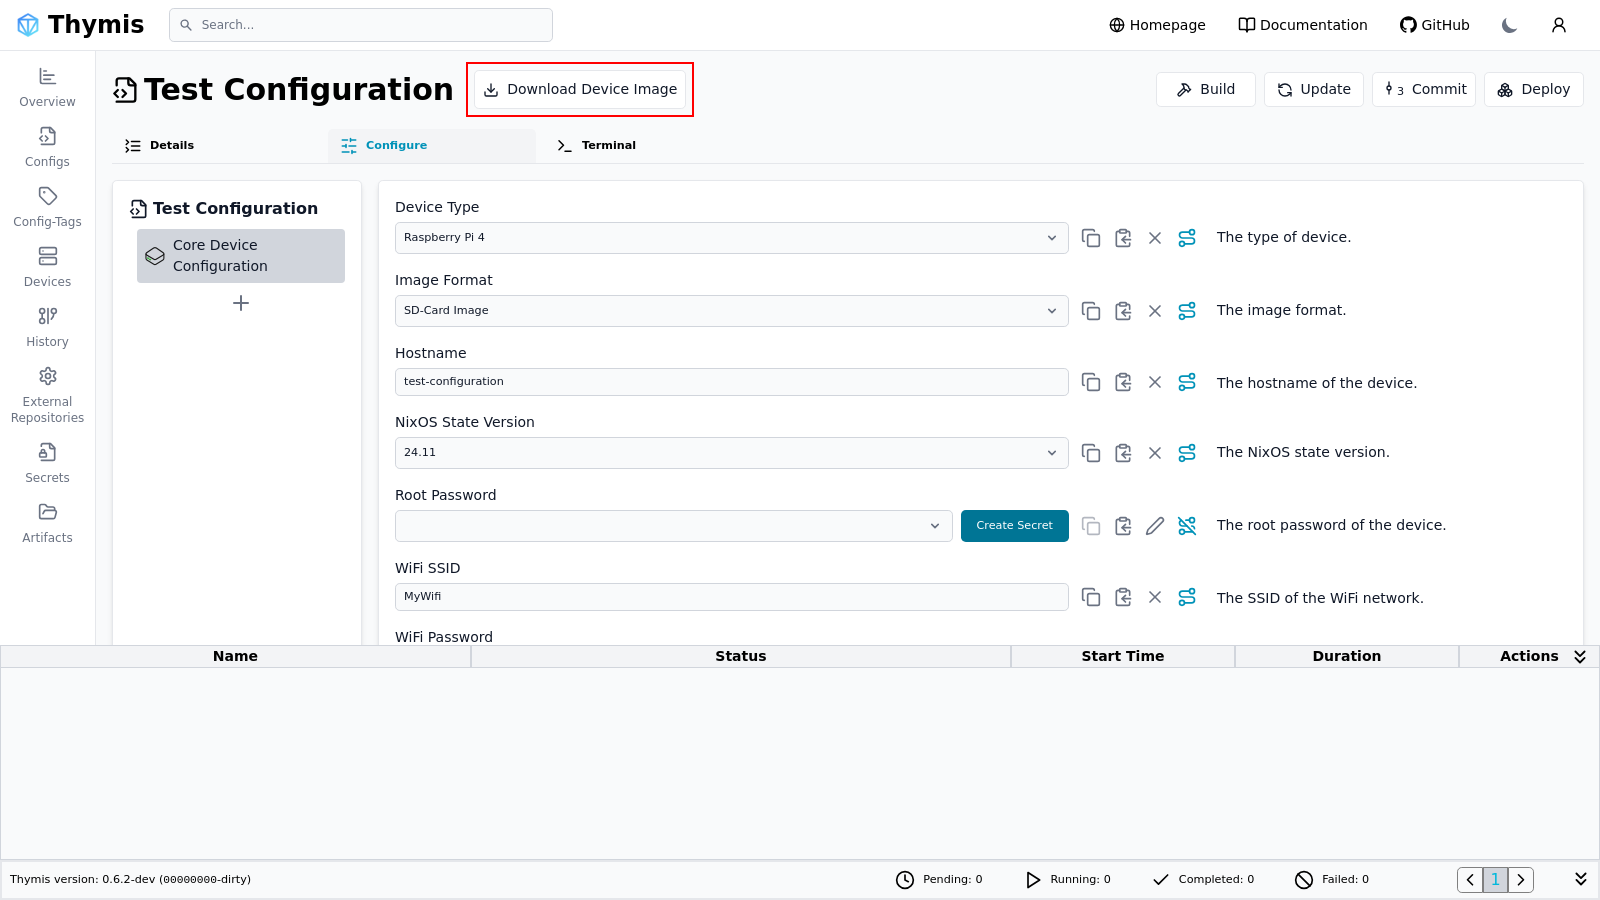 Thymis
Search...
Homepage
Documentation
GitHub
Overview
Configs
Config-Tags
Devices
History
External
Repositories
Secrets
Artifacts
Test Configuration
Download Device Image
Build
Update
3 Commit
Deploy
Details
Configure
Terminal
Test Configuration
Core Device
Configuration
Device Type
Raspberry Pi 4
The type of device.
Image Format
SD-Card Image
The image format.
Hostname
test-configuration
The hostname of the device.
NixOS State Version
24.11
The NixOS state version.
Root Password
Create Secret
The root password of the device.
WiFi SSID
MyWifi
The SSID of the WiFi network.
WiFi Password
Name
Status
Start Time
Duration
Actions
Thymis version: 0.6.2-dev (00000000-dirty)
Pending: 0
Running: 0
Completed: 0
Failed: 0
1